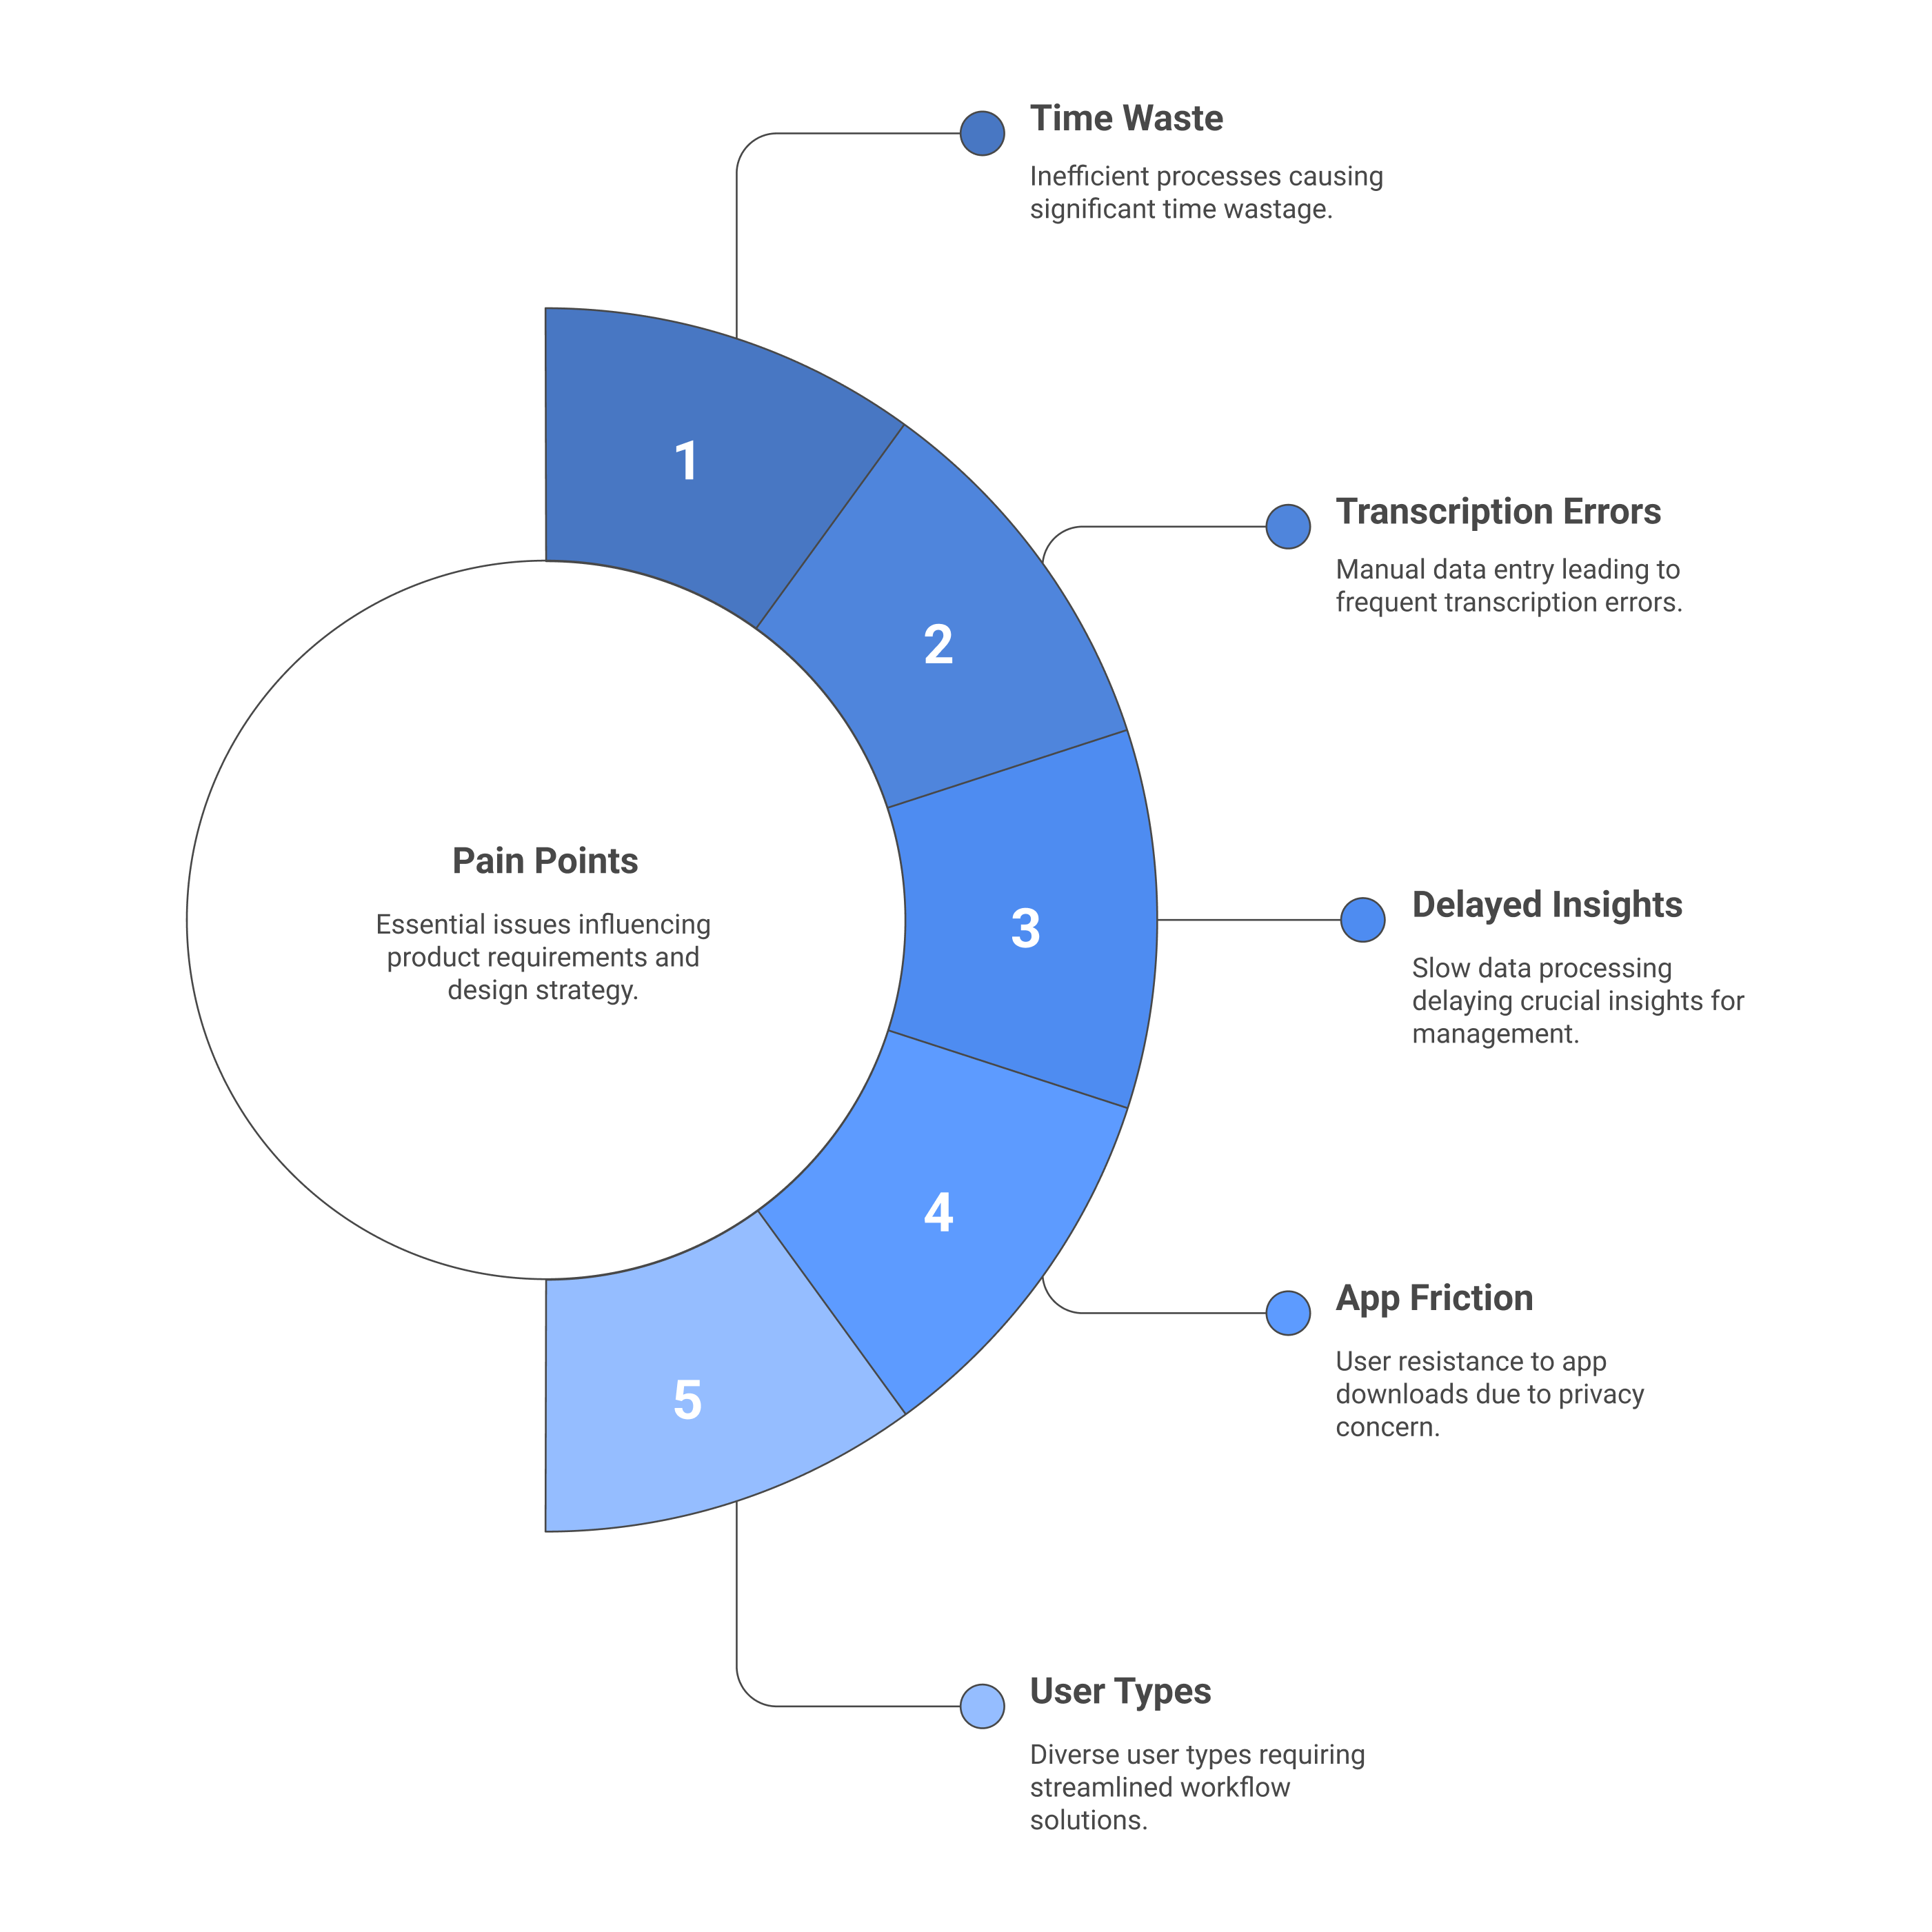 Time Waste
Inefficient processes causing
significant time wastage.
1
Transcription Errors
Manual data entry leading to
frequent transcription errors.
2
Pain Points
Essential issues influencing
product requirements and
design strategy.
3
Delayed Insights
Slow data processing
delaying crucial insights for
management.
4
App Friction
User resistance to app
downloads due to privacy
concern.
5
User Types
Diverse user types requiring
streamlined workflow
solutions.